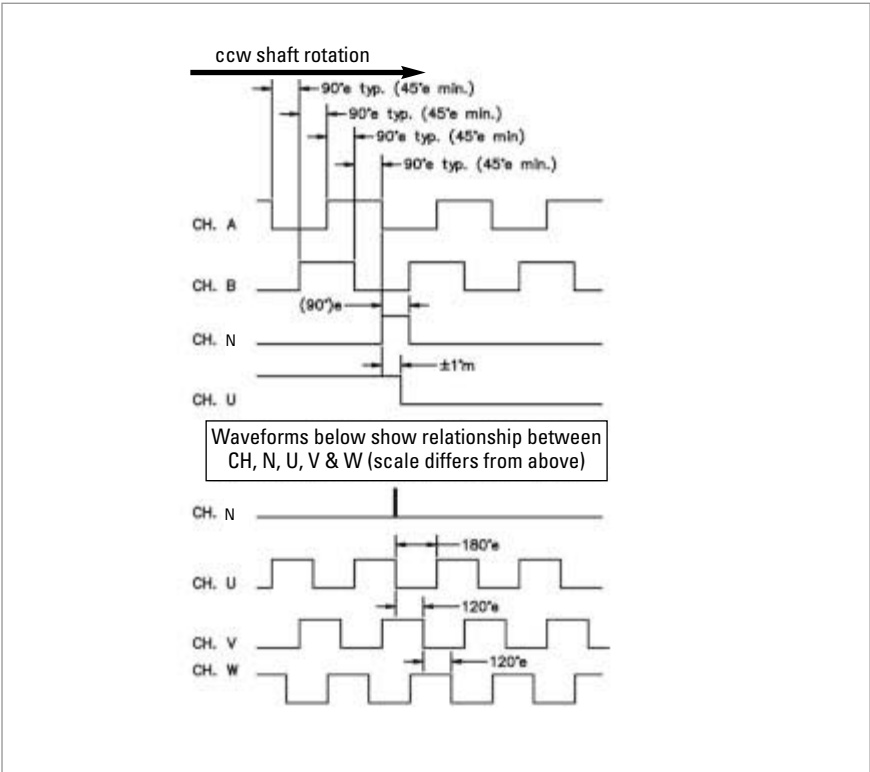 ccw shaft rotation
90°e typ. (45°e min.)
90°e typ. (45°e min.)
90°e typ. (45°e min)
90°e typ. (45°e min.)
CH. A
CH. B
(90°)e
CH. N
±1°m
CH. U
Waveforms below show relationship between
CH, N, U, V & W (scale differs from above)
CH. N
180°e
CH. U
120°e
CH. V
120°e
CH. W